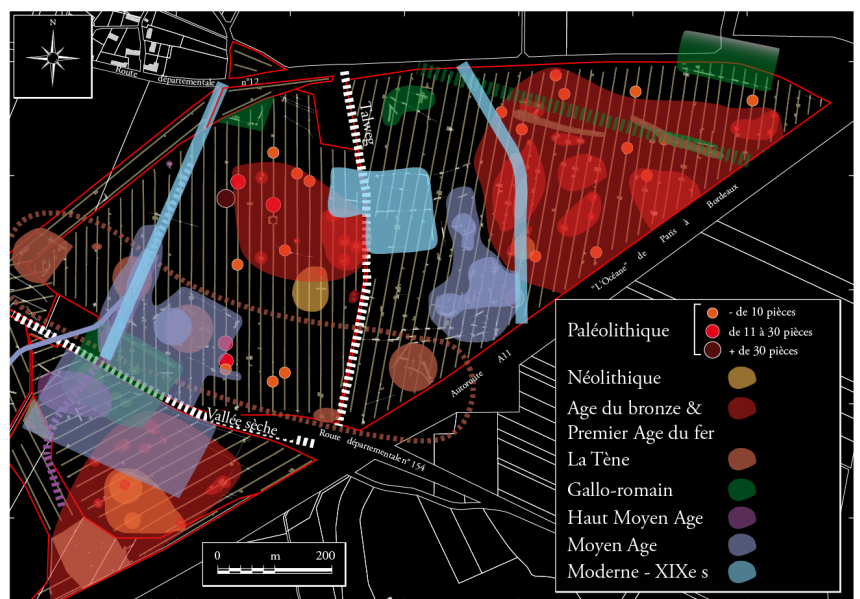 N
Route départementale n°12
Talweg
"L'Océane" de Paris à Bordeaux
Autoroute A11
Vallée sèche
Route départementale n° 154
0 m 200
Paléolithique
- de 10 pièces
de 11 à 30 pièces
+ de 30 pièces
Néolithique
Age du bronze &
Premier Age du fer
La Tène
Gallo-romain
Haut Moyen Age
Moyen Age
Moderne - XIXe s